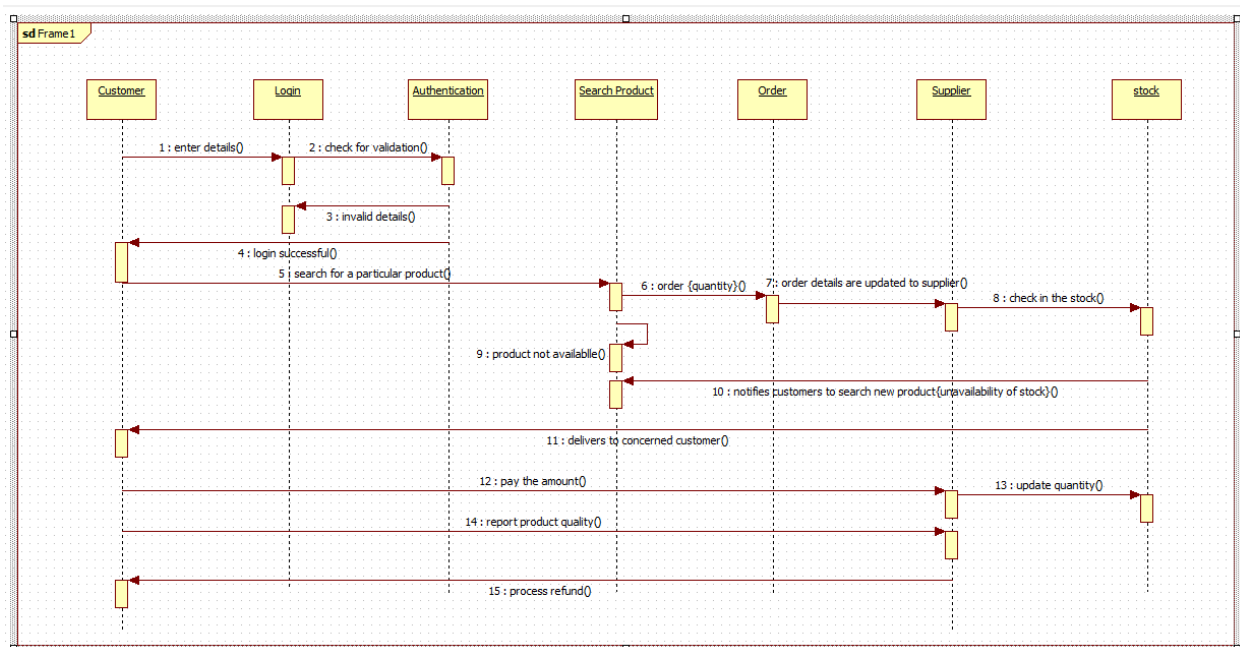 sd Frame1
Customer
Login
Authentication
Search Product
Order
Supplier
stock
1 : enter details()
2 : check for validation()
3 : invalid details()
4 : login successful()
5 : search for a particular product()
6 : order {quantity}()
7 : order details are updated to supplier()
8 : check in the stock()
9 : product not availablle()
10 : notifies customers to search new product{unavailability of stock}()
11 : delivers to concerned customer()
12 : pay the amount()
13 : update quantity()
14 : report product quality()
15 : process refund()